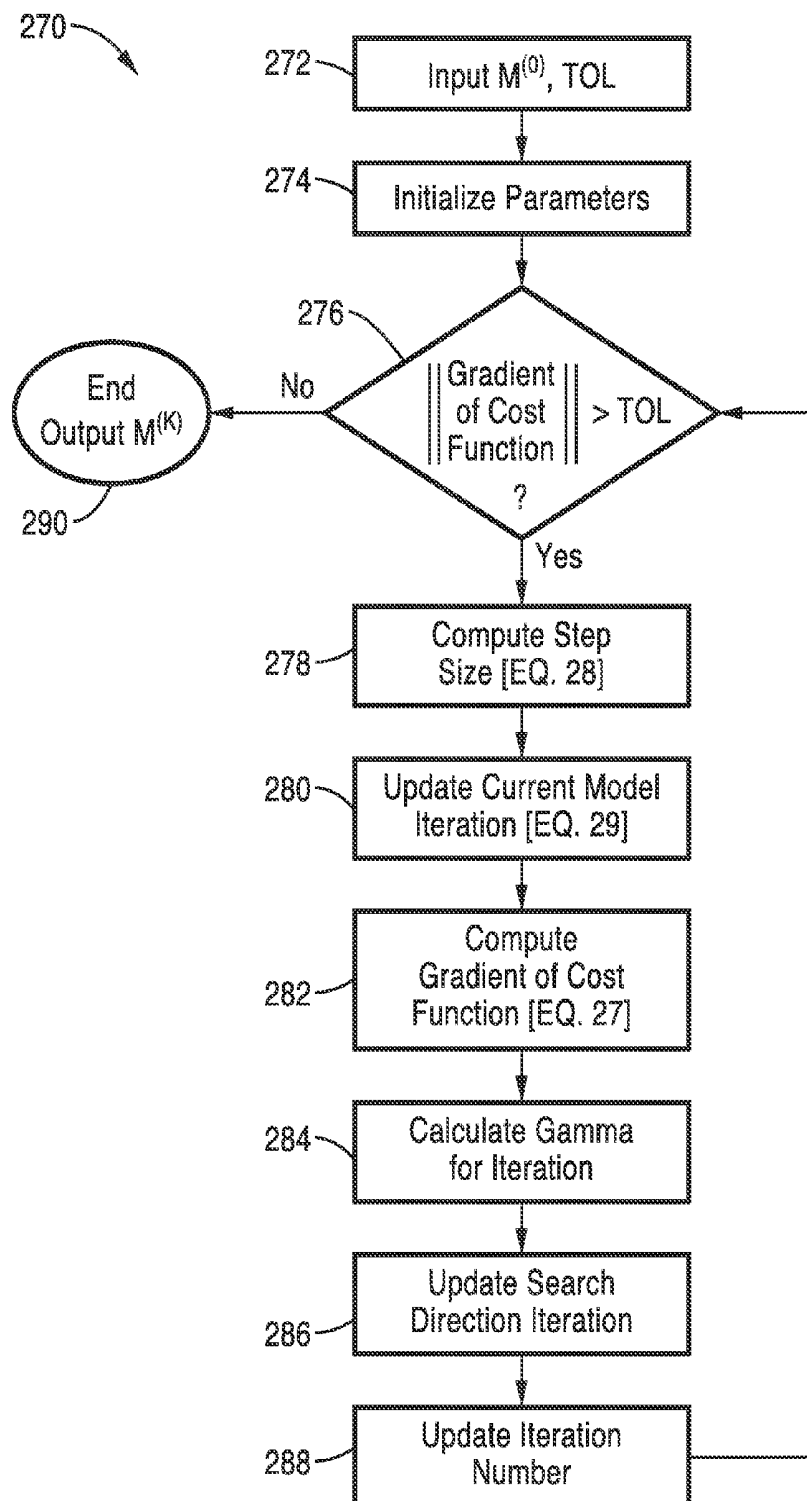 270
272
Input M^(0), TOL
274
Initialize Parameters
276
Gradient
of Cost
Function
> TOL
?
No
End
Output M^(K)
290
Yes
278
Compute Step
Size [EQ. 28]
280
Update Current Model
Iteration [EQ. 29]
282
Compute
Gradient of Cost
Function [EQ. 27]
284
Calculate Gamma
for Iteration
286
Update Search
Direction Iteration
288
Update Iteration
Number